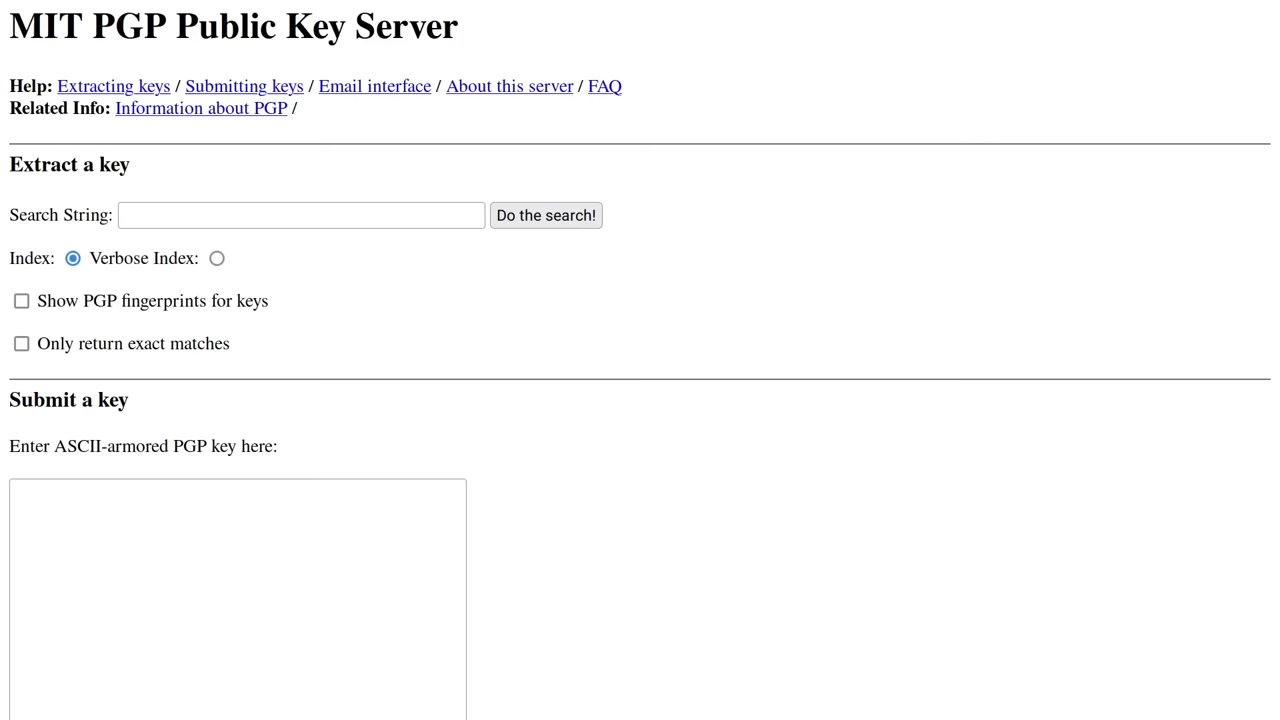 MIT PGP Public Key Server
Help: Extracting keys / Submitting keys / Email interface / About this server / FAQ
Related Info: Information about PGP /
Extract a key
Search String: Do the search!
Index: Verbose Index:
Show PGP fingerprints for keys
Only return exact matches
Submit a key
Enter ASCII-armored PGP key here: